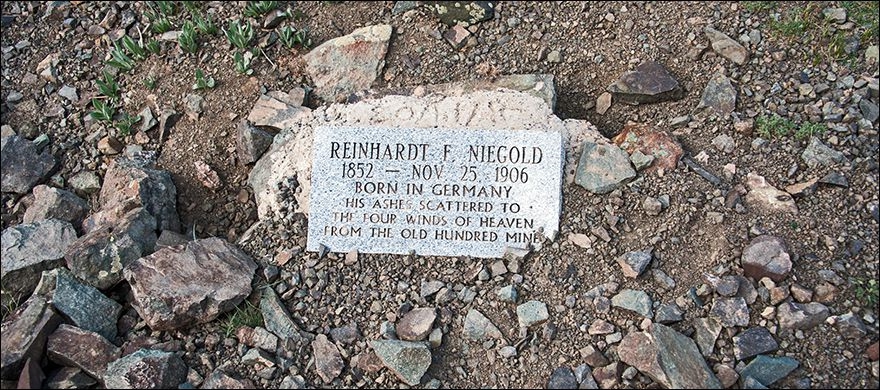 REINHARDT F. NIEGOLD
1852 – NOV. 25, 1906
BORN IN GERMANY
HIS ASHES SCATTERED TO
THE FOUR WINDS OF HEAVEN
FROM THE OLD HUNDRED MINE